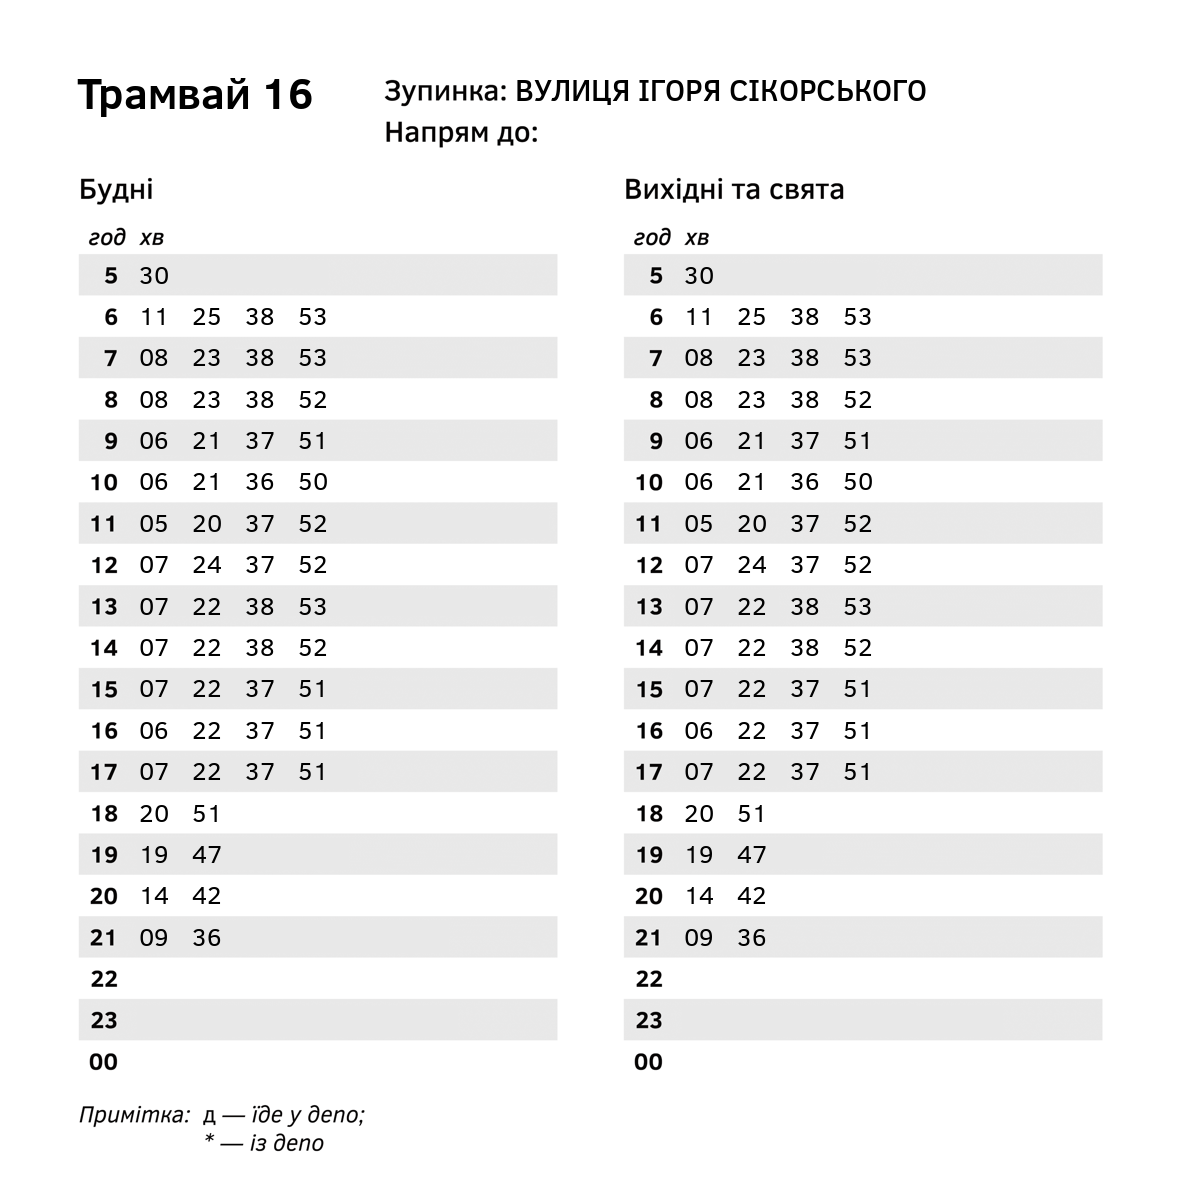 Трамвай 16
Зупинка: ВУЛИЦЯ ІГОРЯ СІКОРСЬКОГО
Напрям до:
Будні
год хв
5 30
6 11 25 38 53
7 08 23 38 53
8 08 23 38 52
9 06 21 37 51
10 06 21 36 50
11 05 20 37 52
12 07 24 37 52
13 07 22 38 53
14 07 22 38 52
15 07 22 37 51
16 06 22 37 51
17 07 22 37 51
18 20 51
19 19 47
20 14 42
21 09 36
22
23
00
Вихідні та свята
год хв
5 30
6 11 25 38 53
7 08 23 38 53
8 08 23 38 52
9 06 21 37 51
10 06 21 36 50
11 05 20 37 52
12 07 24 37 52
13 07 22 38 53
14 07 22 38 52
15 07 22 37 51
16 06 22 37 51
17 07 22 37 51
18 20 51
19 19 47
20 14 42
21 09 36
22
23
00
Примітка: д — їде у депо;
* — із депо